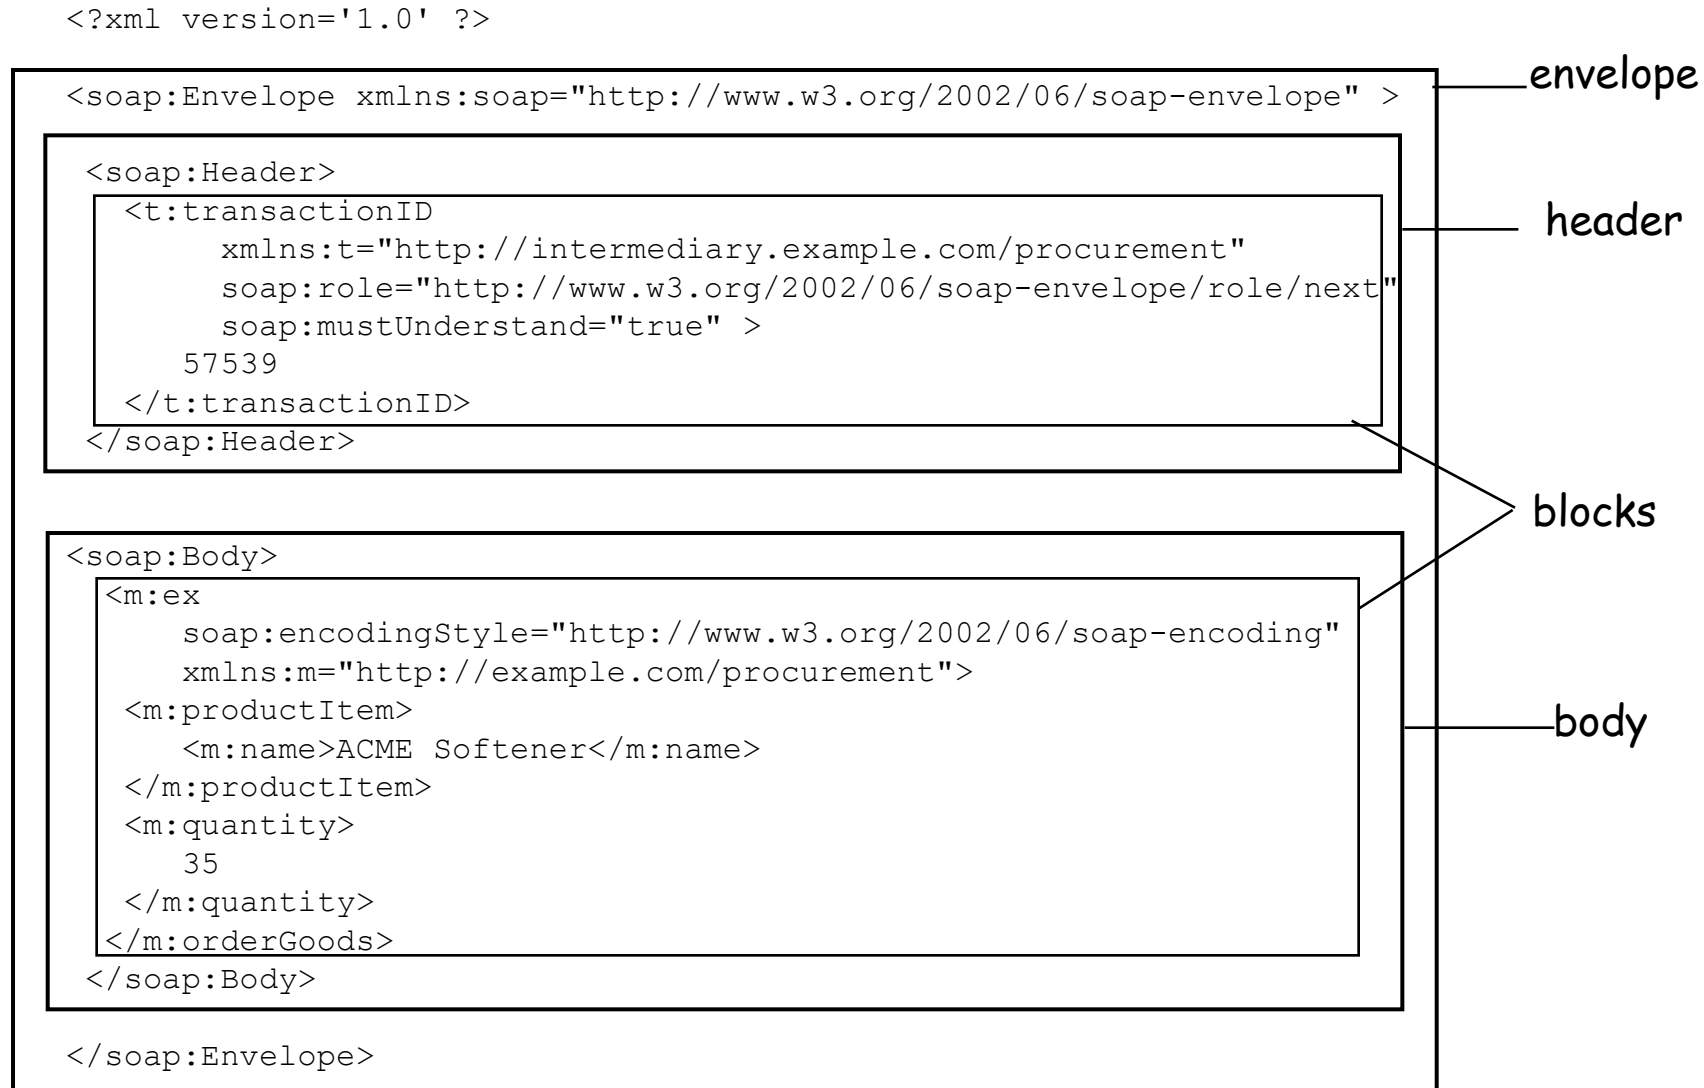 <?xml version='1.0' ?>
envelope
<soap:Envelope xmlns:soap="http://www.w3.org/2002/06/soap-envelope" >
<soap:Header>
<t:transactionID
header
xmlns:t="http://intermediary.example.com/procurement"
soap:role="http://www.w3.org/2002/06/soap-envelope/role/next"
soap:mustUnderstand="true" >
57539
</t:transactionID>
</soap:Header>
blocks
<soap:Body>
<m:ex
soap:encodingStyle="http://www.w3.org/2002/06/soap-encoding"
xmlns:m="http://example.com/procurement">
<m:productItem>
body
<m:name>ACME Softener</m:name>
</m:productItem>
<m:quantity>
35
</m:quantity>
</m:orderGoods>
</soap:Body>
</soap:Envelope>